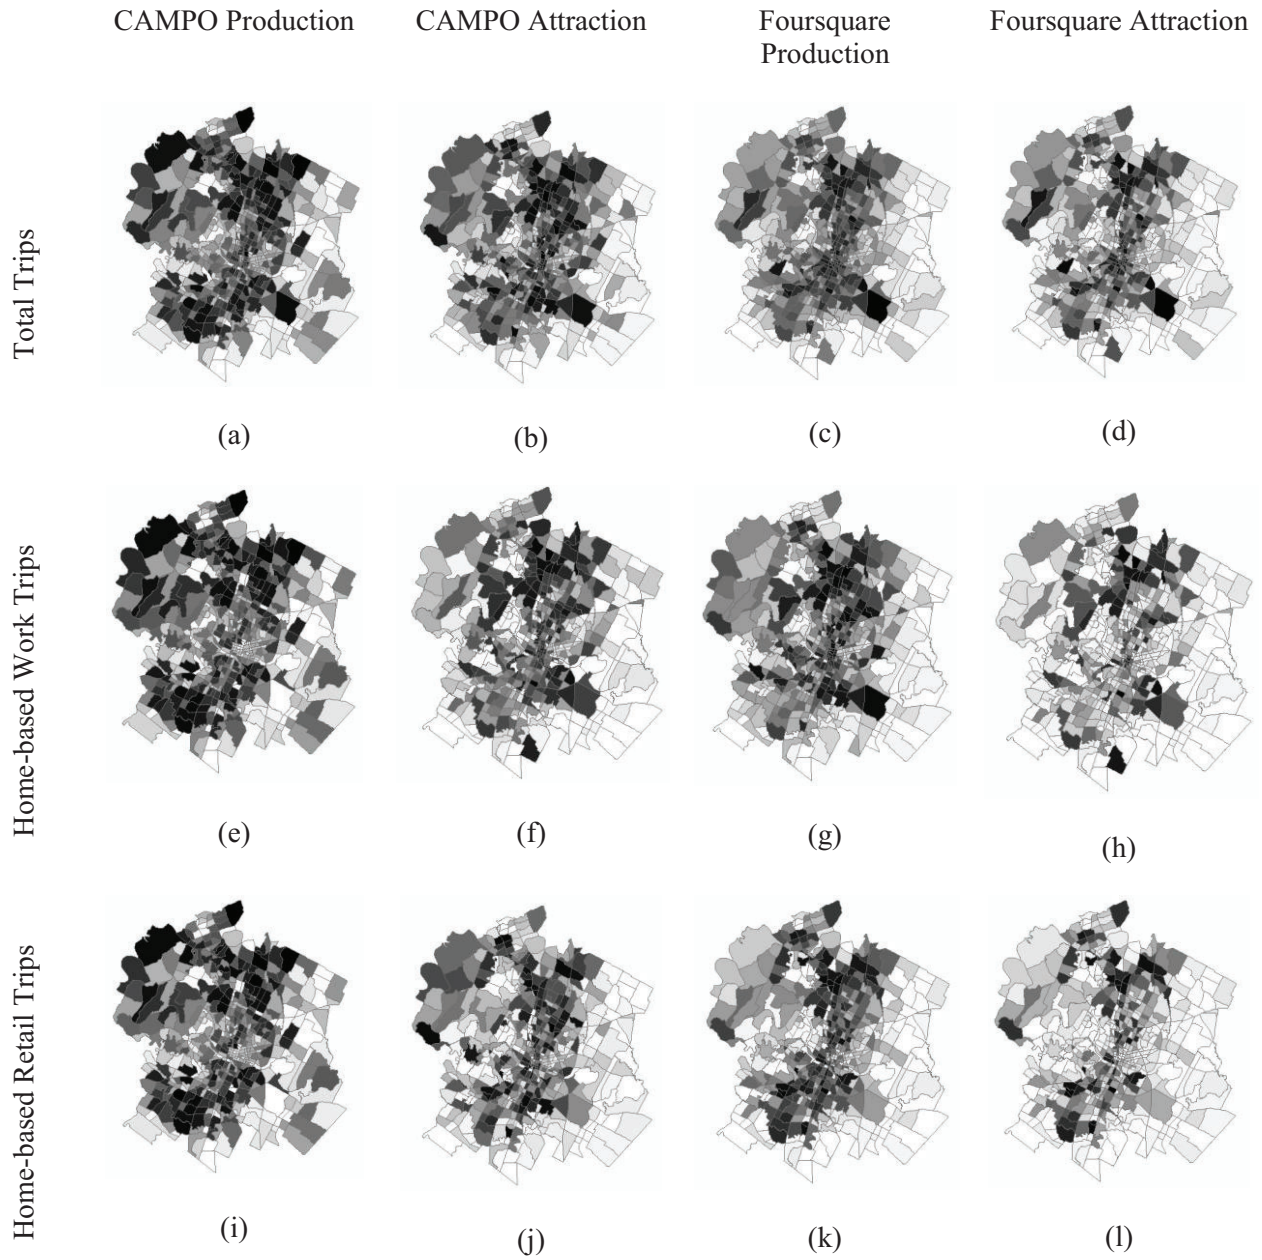 CAMPO Production
CAMPO Attraction
Foursquare
Production
Foursquare Attraction
Total Trips
(a)
(b)
(c)
(d)
Home-based Work Trips
(e)
(f)
(g)
(h)
Home-based Retail Trips
(i)
(j)
(k)
(l)